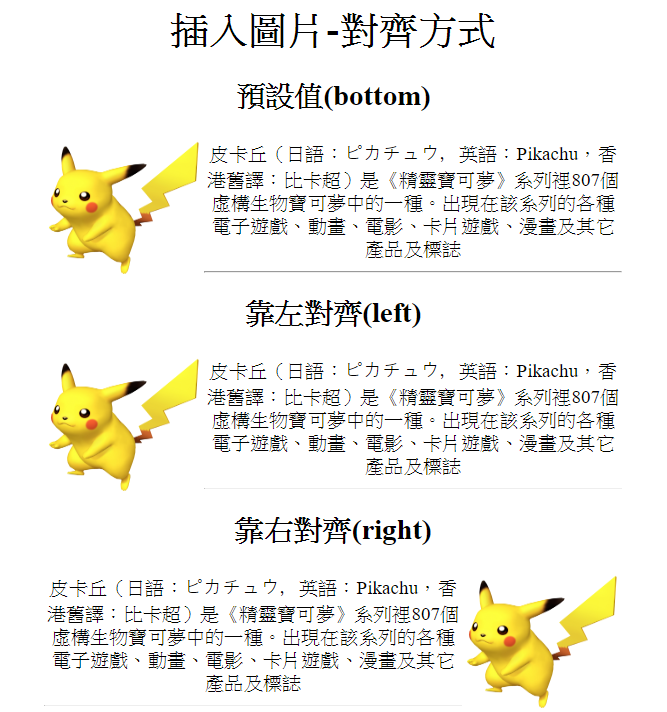 插入圖片-對齊方式
預設值(bottom)
皮卡丘（日語：ピカチュウ，英語：Pikachu，香
港舊譯：比卡超）是《精靈寶可夢》系列裡807個
虛構生物寶可夢中的一種。出現在該系列的各種
電子遊戲、動畫、電影、卡片遊戲、漫畫及其它
產品及標誌
靠左對齊(left)
皮卡丘（日語：ピカチュウ，英語：Pikachu，香
港舊譯：比卡超）是《精靈寶可夢》系列裡807個
虛構生物寶可夢中的一種。出現在該系列的各種
電子遊戲、動畫、電影、卡片遊戲、漫畫及其它
產品及標誌
靠右對齊(right)
皮卡丘（日語：ピカチュウ，英語：Pikachu，香
港舊譯：比卡超）是《精靈寶可夢》系列裡807個
虛構生物寶可夢中的一種。出現在該系列的各種
電子遊戲、動畫、電影、卡片遊戲、漫畫及其它
產品及標誌